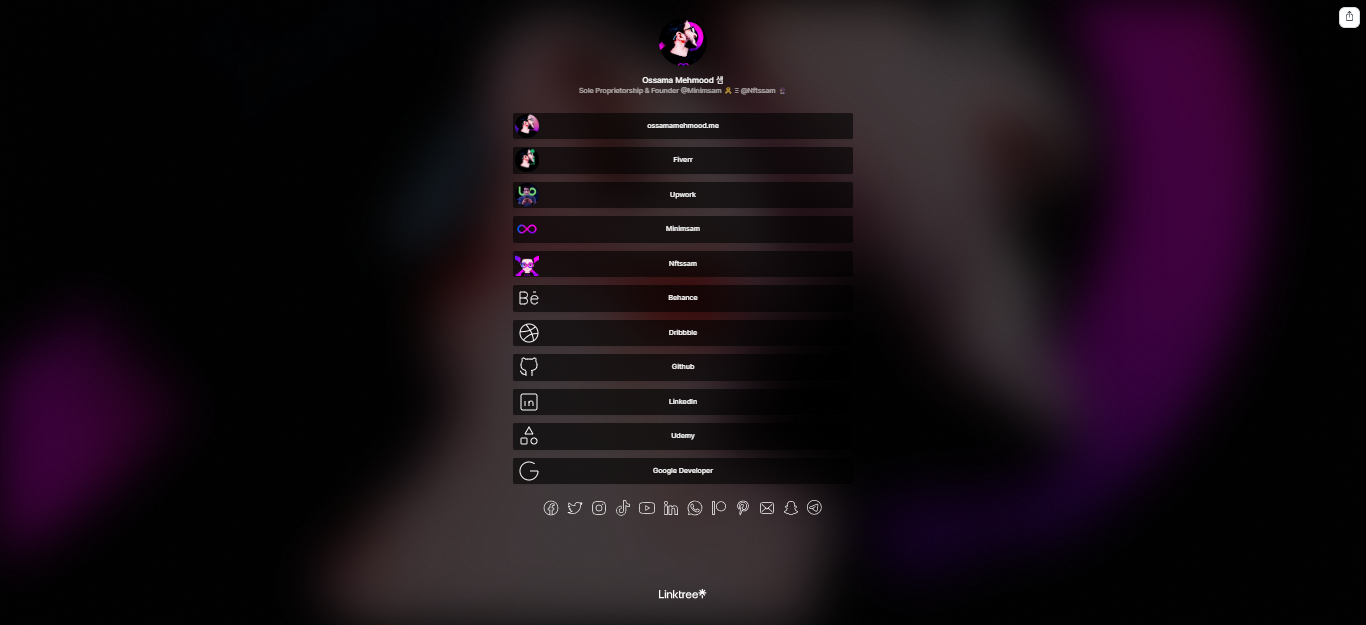 Ossama Mehmood 샘
Sole Proprietorship & Founder @Minimsam 🎗 Ξ @Nftssam
ossamamehmood.me
Fiverr
Upwork
Minimsam
Nftssam
Behance
Dribbble
Github
LinkedIn
Udemy
Google Developer
Linktree